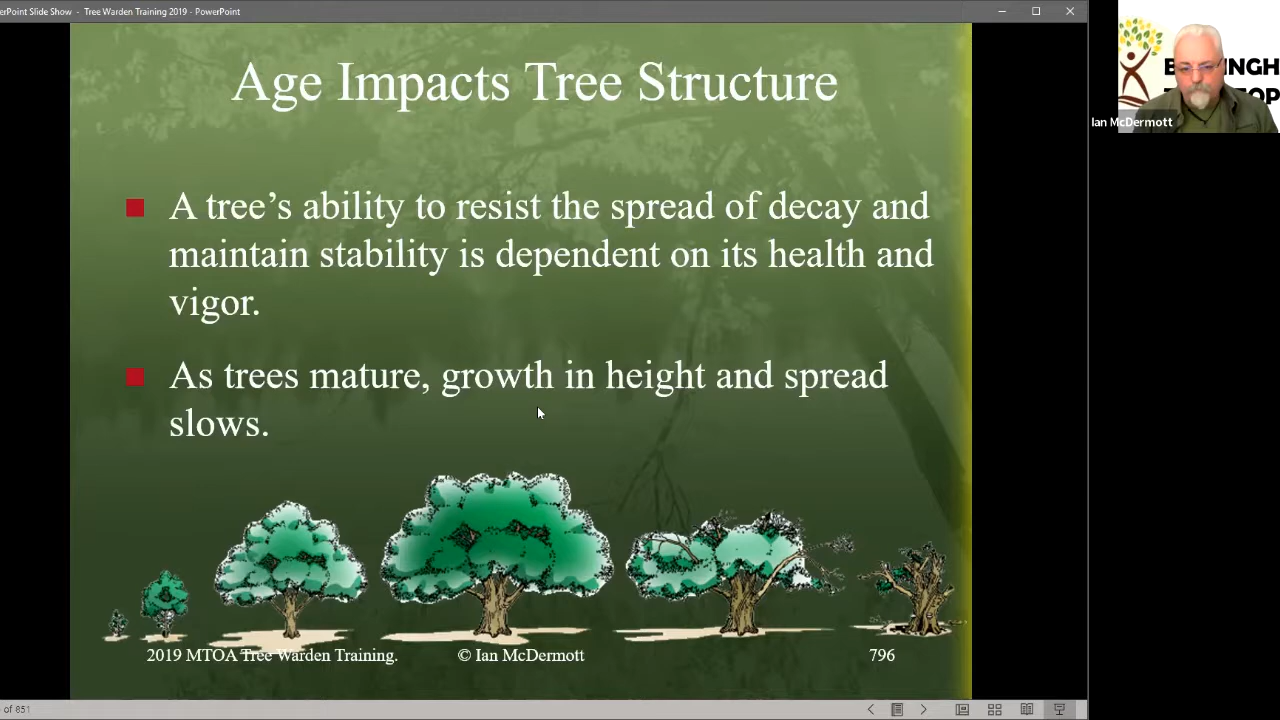 erPoint Slide Show - Tree Warden Training 2019 - PowerPoint
Age Impacts Tree Structure
A tree’s ability to resist the spread of decay and
maintain stability is dependent on its health and
vigor.
As trees mature, growth in height and spread
slows.
2019 MTOA Tree Warden Training.
© Ian McDermott
796
of 851
Ian McDermott